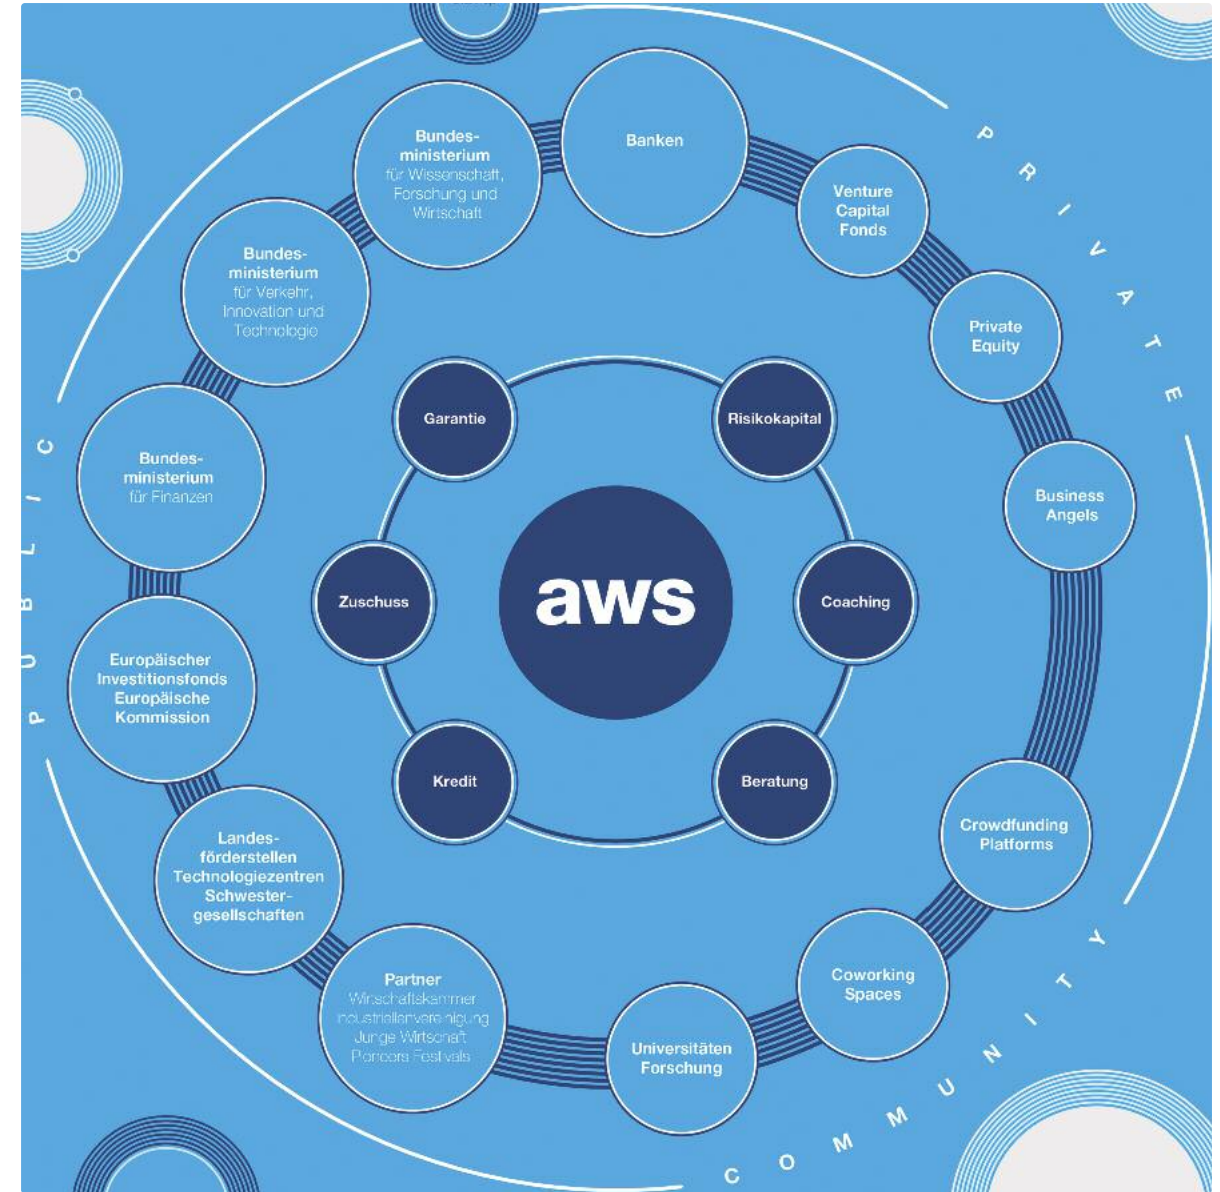 Banken
Bundes-
ministerium
für Wissenschaft,
Forschung und
Wirtschaft
Venture
Capital
Fonds
PRIVATE
Bundes-
ministerium
für Verkehr,
Innovation und
Technologie
Private
Equity
Garantie
Risikokapital
PUBLIC
Bundes-
ministerium
für Finanzen
Business
Angels
Zuschuss
aws
Coaching
Europäischer
Investitionsfonds
Europäische
Kommission
Kredit
Beratung
Crowdfunding
Platforms
Landes-
förderstellen
Technologiezentren
Schwester-
gesellschaften
Partner
Wirtschaftskammer
Industriellenvereinigung
Junge Wirtschaft
Pioneers Festivals
Coworking
Spaces
Universitäten
Forschung
COMMUNITY